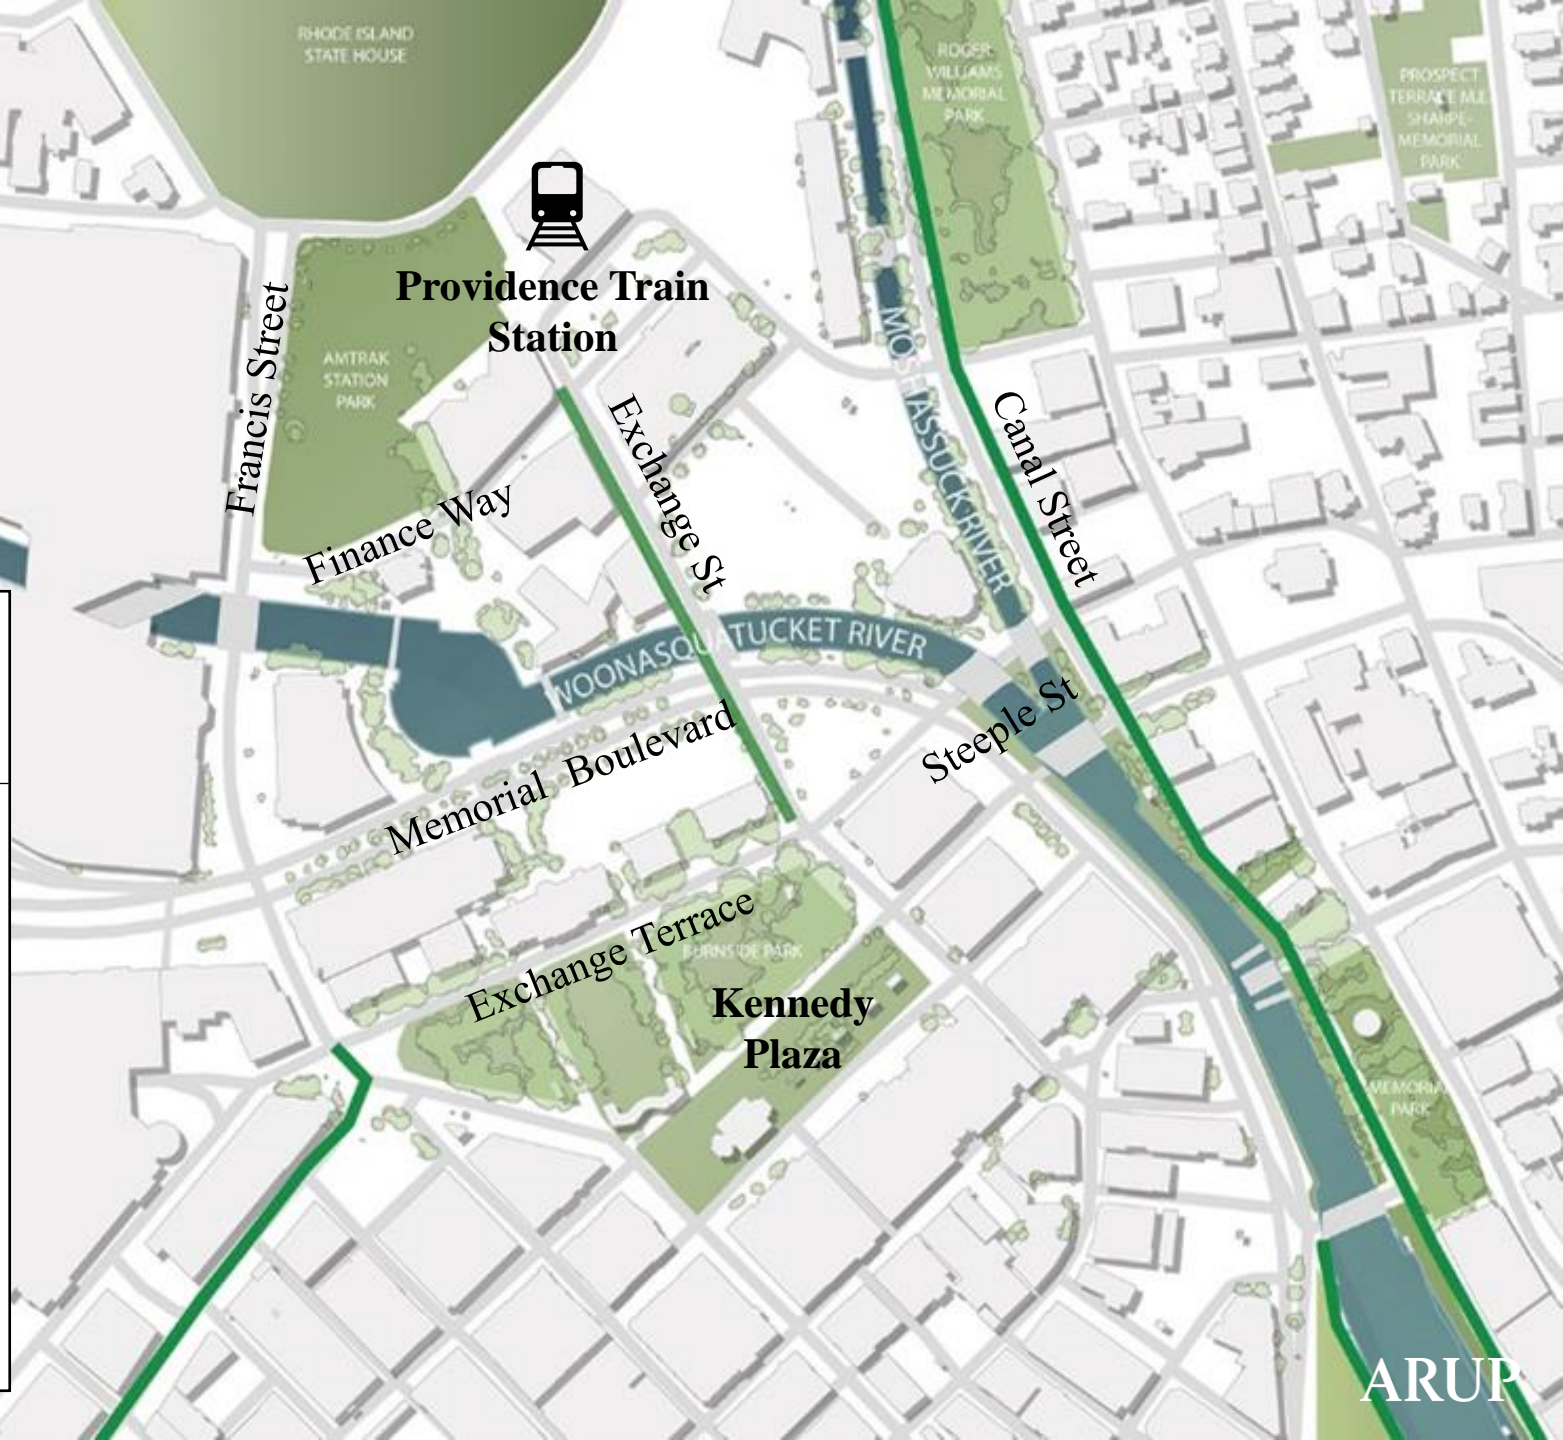 RHODE ISLAND
STATE HOUSE
ROGER
WILLIAMS
MEMORIAL
PARK
PROSPECT
TERRACE M.E.
SHARPE-
MEMORIAL
PARK
Providence Train
Station
Francis Street
AMTRAK
STATION
PARK
Finance Way
Exchange St
Canal Street
WOONASQUATUCKET RIVER
Memorial Boulevard
Steeple St
Exchange Terrace
BURNSIDE PARK
Kennedy
Plaza
MEMORIAL
PARK
ARUP